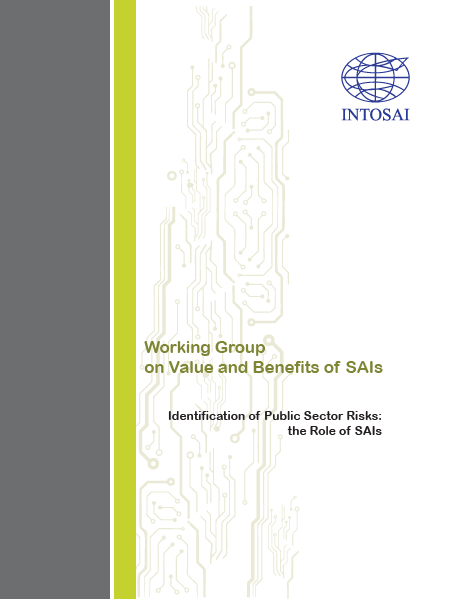 INTOSAI
Working Group
on Value and Benefits of SAIs
Identification of Public Sector Risks:
the Role of SAIs